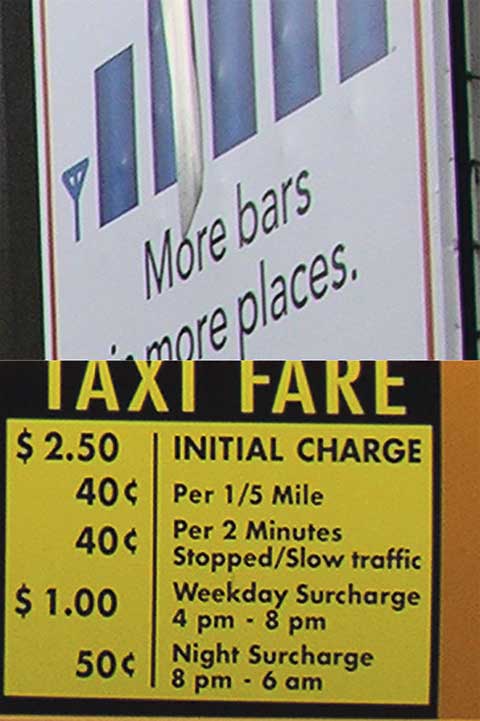 More bars
in more places.
TAXI FARE
$ 2.50 INITIAL CHARGE
40¢ Per 1/5 Mile
40¢ Per 2 Minutes
Stopped/Slow traffic
$ 1.00 Weekday Surcharge
4 pm - 8 pm
50¢ Night Surcharge
8 pm - 6 am